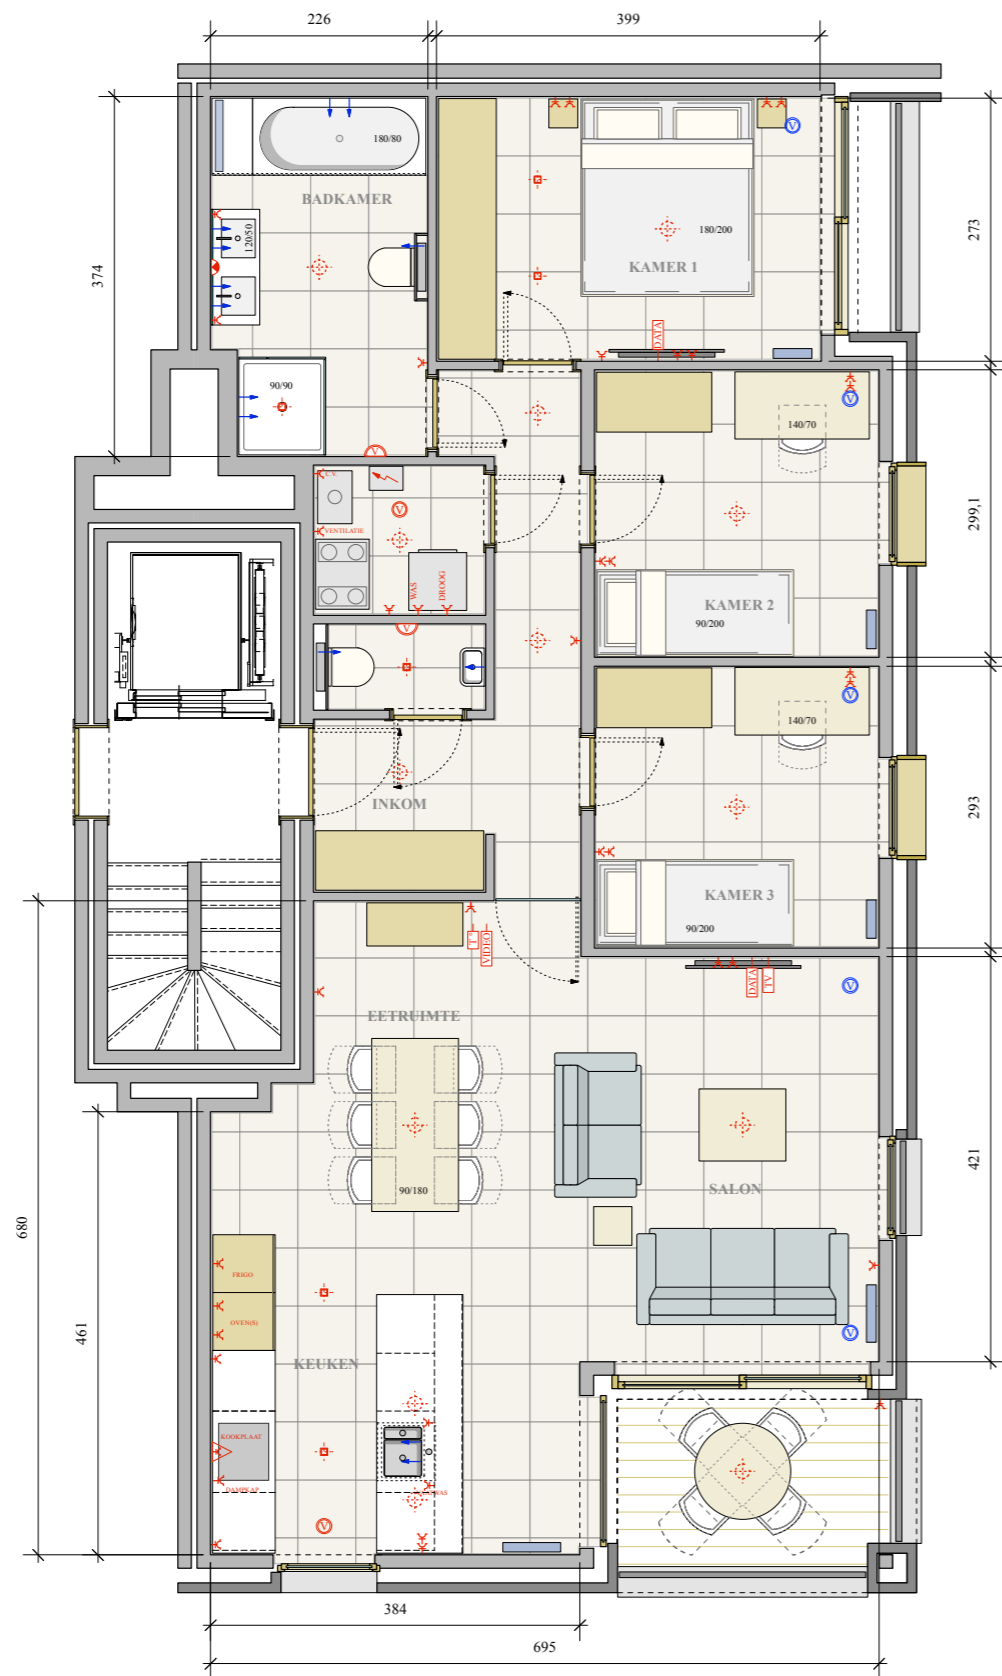 226
399
180/80
BADKAMER
120/50
374
V
180/200
KAMER 1
273
DATA
90/90
V
C.V.
V
VENTILATIE
WAS
DROOG
V
140/70
299,1
KAMER 2
90/200
V
V
140/70
INKOM
293
KAMER 3
90/200
T°
VIDEO
DATA
TV
V
EETRUIMTE
90/180
SALON
421
680
461
FRIGO
OVEN(S)
V
KEUKEN
KOOKPLAAT
DAMPKAP
V
384
695